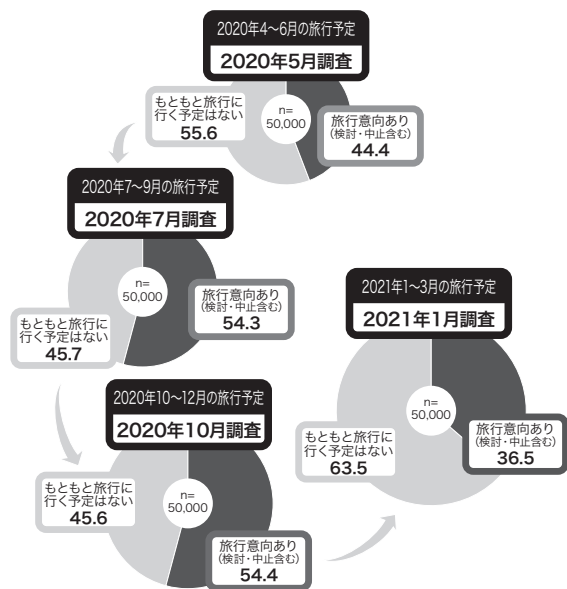 2020年4～6月の旅行予定
2020年5月調査
もともと旅行に
行く予定はない
55.6
n=
50,000
旅行意向あり
（検討・中止含む）
44.4
2020年7～9月の旅行予定
2020年7月調査
n=
50,000
旅行意向あり
（検討・中止含む）
54.3
もともと旅行に
行く予定はない
45.7
2020年10～12月の旅行予定
2020年10月調査
もともと旅行に
行く予定はない
45.6
n=
50,000
旅行意向あり
（検討・中止含む）
54.4
2021年1～3月の旅行予定
2021年1月調査
n=
50,000
もともと旅行に
行く予定はない
63.5
旅行意向あり
（検討・中止含む）
36.5